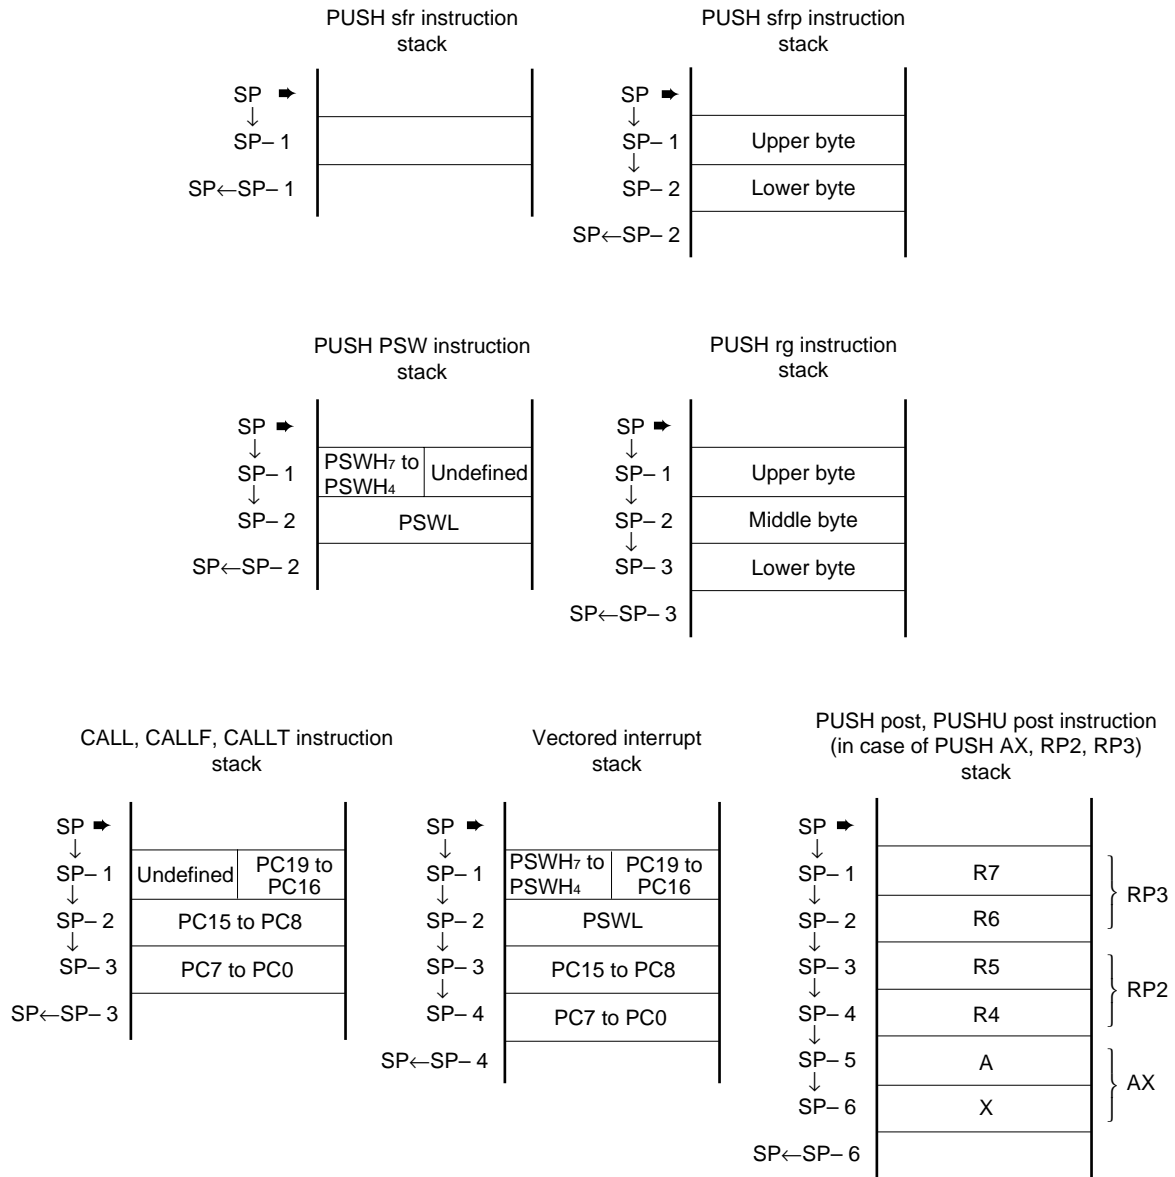 PUSH sfr instruction
stack
SP
SP– 1
SP←SP– 1
PUSH sfrp instruction
stack
SP
SP– 1 Upper byte
SP– 2 Lower byte
SP←SP– 2
PUSH PSW instruction
stack
SP
SP– 1 PSWH7 to PSWH4 Undefined
SP– 2 PSWL
SP←SP– 2
PUSH rg instruction
stack
SP
SP– 1 Upper byte
SP– 2 Middle byte
SP– 3 Lower byte
SP←SP– 3
CALL, CALLF, CALLT instruction
stack
SP
SP– 1 Undefined PC19 to PC16
SP– 2 PC15 to PC8
SP– 3 PC7 to PC0
SP←SP– 3
Vectored interrupt
stack
SP
SP– 1 PSWH7 to PSWH4 PC19 to PC16
SP– 2 PSWL
SP– 3 PC15 to PC8
SP– 4 PC7 to PC0
SP←SP– 4
PUSH post, PUSHU post instruction
(in case of PUSH AX, RP2, RP3)
stack
SP
SP– 1 R7
RP3
SP– 2 R6
SP– 3 R5
RP2
SP– 4 R4
SP– 5 A
AX
SP– 6 X
SP←SP– 6